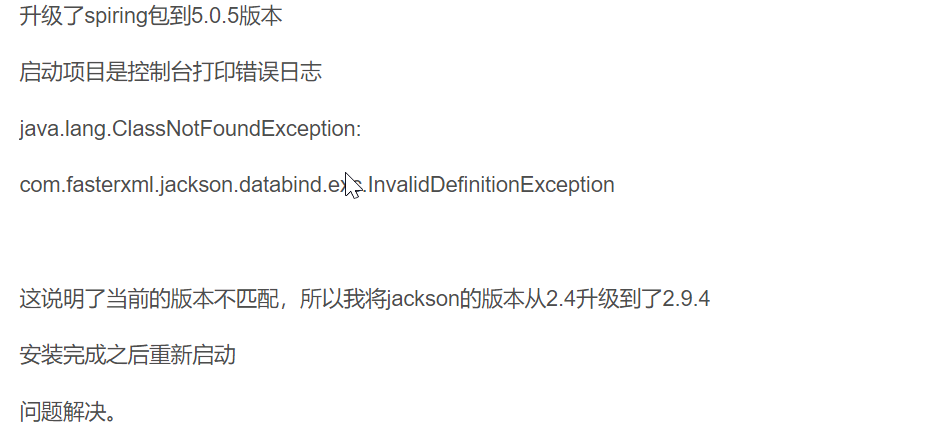 升级了spiring包到5.0.5版本
启动项目是控制台打印错误日志
java.lang.ClassNotFoundException:
com.fasterxml.jackson.databind.exc.InvalidDefinitionException
这说明了当前的版本不匹配，所以我将jackson的版本从2.4升级到了2.9.4
安装完成之后重新启动
问题解决。